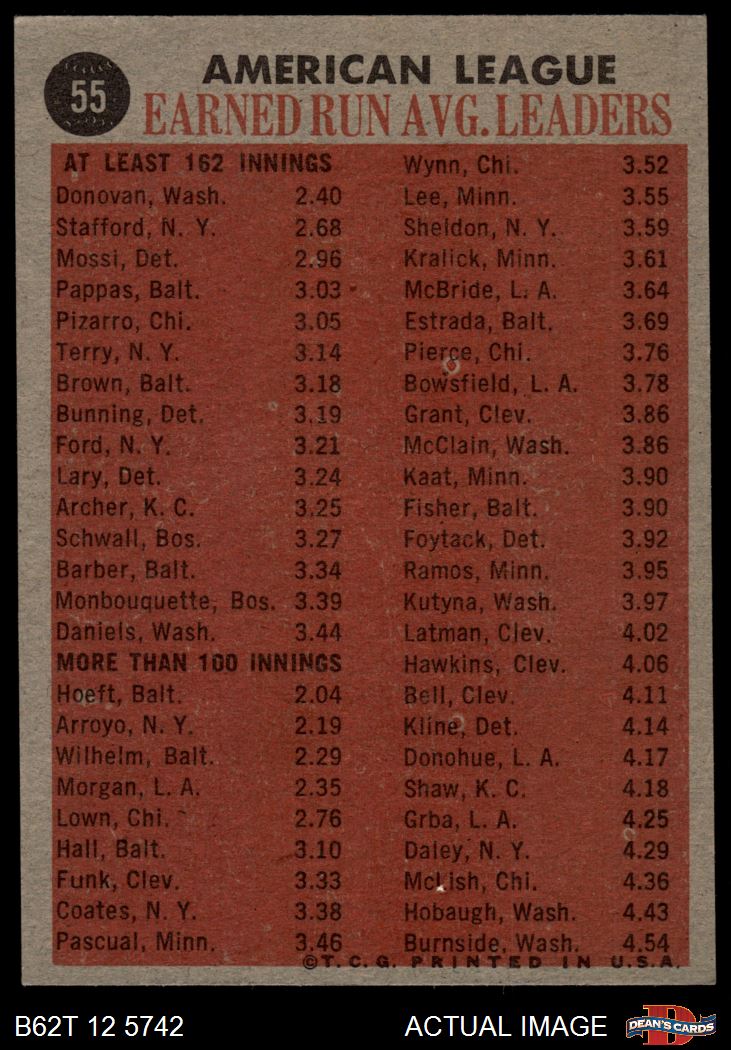 55
AMERICAN LEAGUE
EARNED RUN AVG. LEADERS
AT LEAST 162 INNINGS
Donovan, Wash. 2.40
Stafford, N. Y. 2.68
Mossi, Det. 2.96
Pappas, Balt. 3.03
Pizarro, Chi. 3.05
Terry, N. Y. 3.14
Brown, Balt. 3.18
Bunning, Det. 3.19
Ford, N. Y. 3.21
Lary, Det. 3.24
Archer, K. C. 3.25
Schwall, Bos. 3.27
Barber, Balt. 3.34
Monbouquette, Bos. 3.39
Daniels, Wash. 3.44
MORE THAN 100 INNINGS
Hoeft, Balt. 2.04
Arroyo, N. Y. 2.19
Wilhelm, Balt. 2.29
Morgan, L. A. 2.35
Lown, Chi. 2.76
Hall, Balt. 3.10
Funk, Clev. 3.33
Coates, N. Y. 3.38
Pascual, Minn. 3.46
Wynn, Chi. 3.52
Lee, Minn. 3.55
Sheldon, N. Y. 3.59
Kralick, Minn. 3.61
McBride, L. A. 3.64
Estrada, Balt. 3.69
Pierce, Chi. 3.76
Bowsfield, L. A. 3.78
Grant, Clev. 3.86
McClain, Wash. 3.86
Kaat, Minn. 3.90
Fisher, Balt. 3.90
Foytack, Det. 3.92
Ramos, Minn. 3.95
Kutyna, Wash. 3.97
Latman, Clev. 4.02
Hawkins, Clev. 4.06
Bell, Clev. 4.11
Kline, Det. 4.14
Donohue, L. A. 4.17
Shaw, K. C. 4.18
Grba, L. A. 4.25
Daley, N. Y. 4.29
McLish, Chi. 4.36
Hobaugh, Wash. 4.43
Burnside, Wash. 4.54
©T. C. G. PRINTED IN U.S.A.
B62T 12 5742
ACTUAL IMAGE
D
DEAN'S CARDS